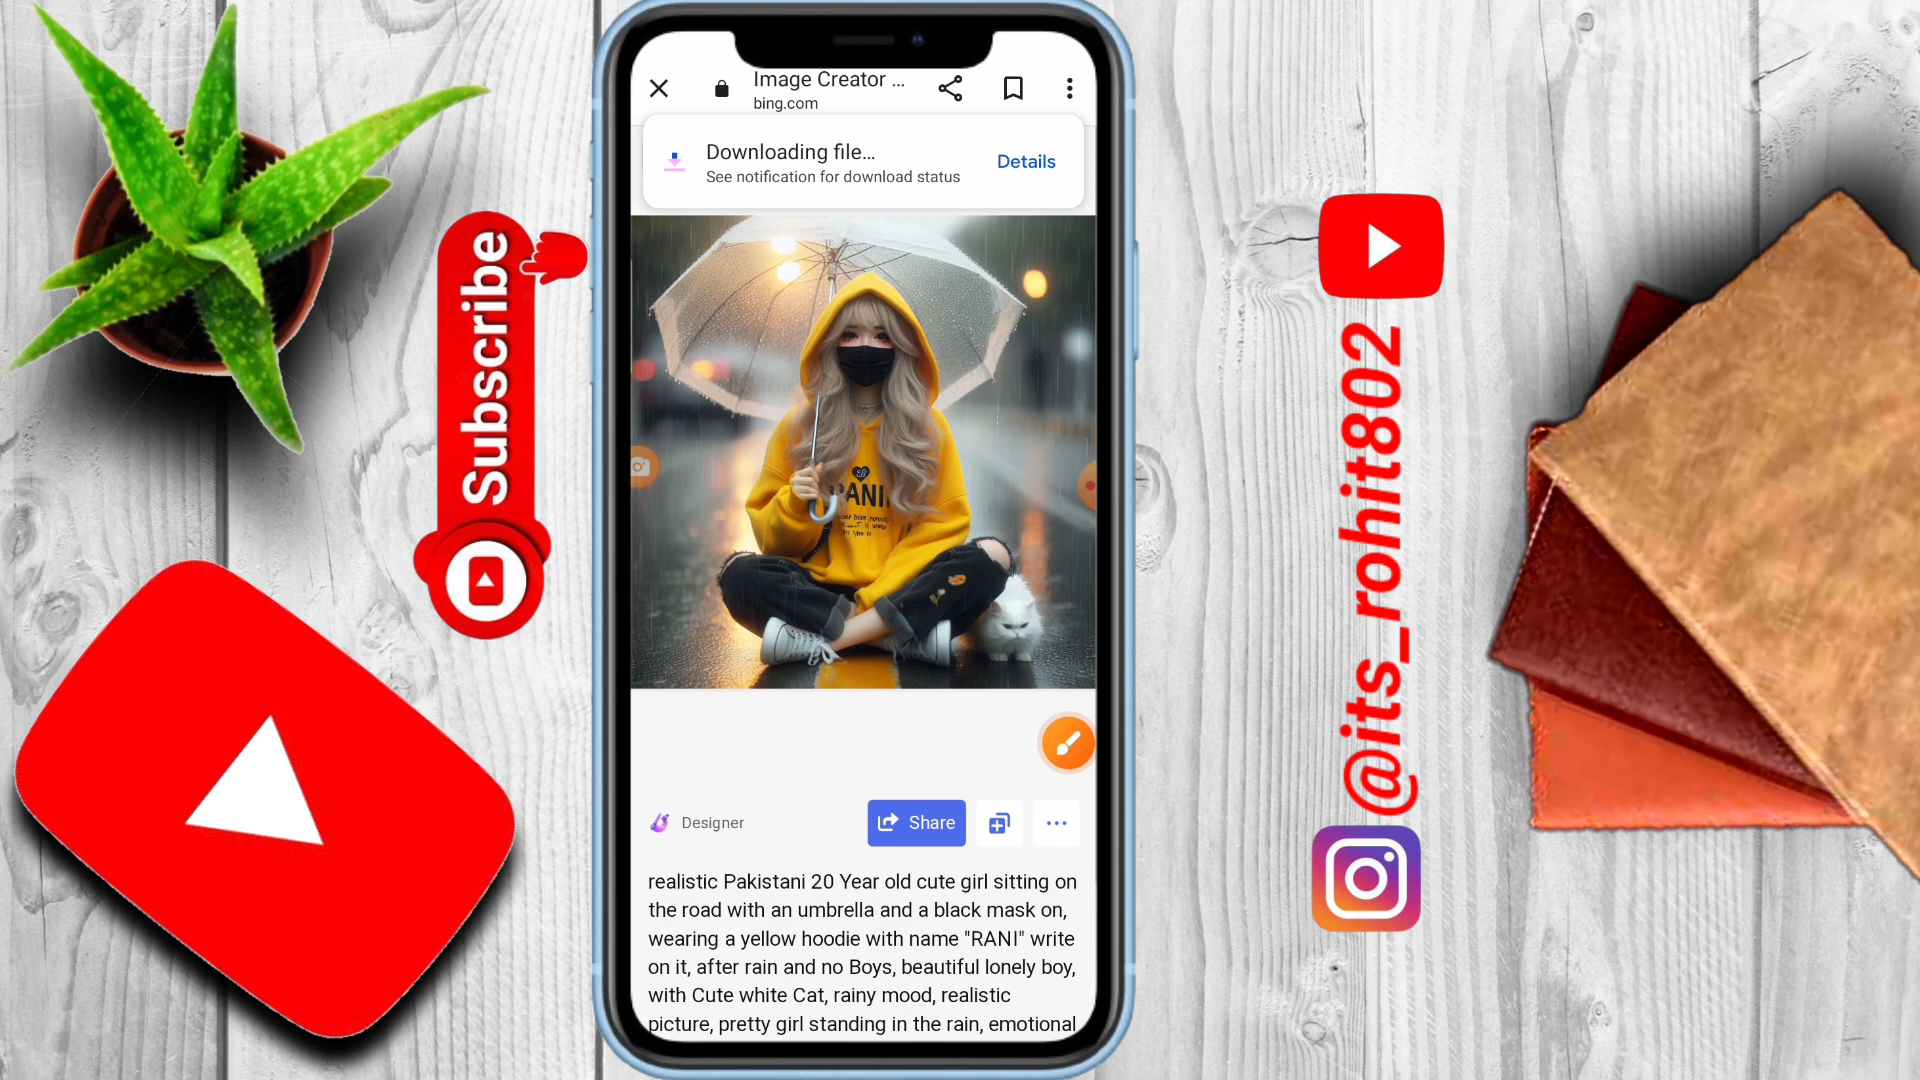 Image Creator ...
bing.com
Downloading file...
See notification for download status
Details
Subscribe
@its_rohit802
Designer
Share
realistic Pakistani 20 Year old cute girl sitting on
the road with an umbrella and a black mask on,
wearing a yellow hoodie with name "RANI" write
on it, after rain and no Boys, beautiful lonely boy,
with Cute white Cat, rainy mood, realistic
picture, pretty girl standing in the rain, emotional